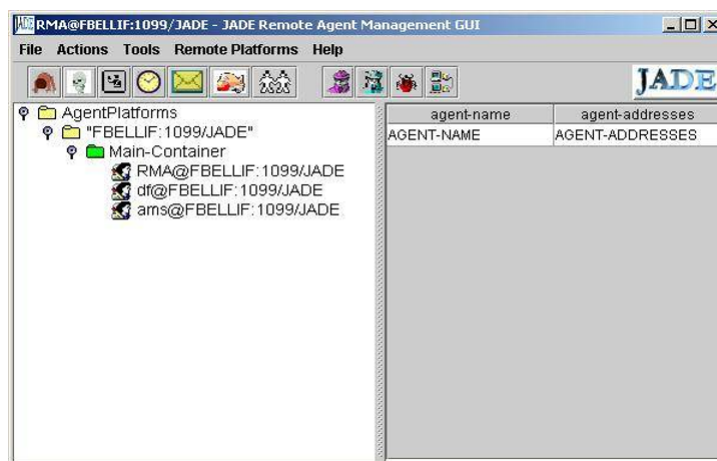 RMA@FBELLIF:1099/JADE - JADE Remote Agent Management GUI
File Actions Tools Remote Platforms Help
JADE
AgentPlatforms
"FBELLIF:1099/JADE"
Main-Container
RMA@FBELLIF:1099/JADE
df@FBELLIF:1099/JADE
ams@FBELLIF:1099/JADE
agent-name agent-addresses
AGENT-NAME AGENT-ADDRESSES